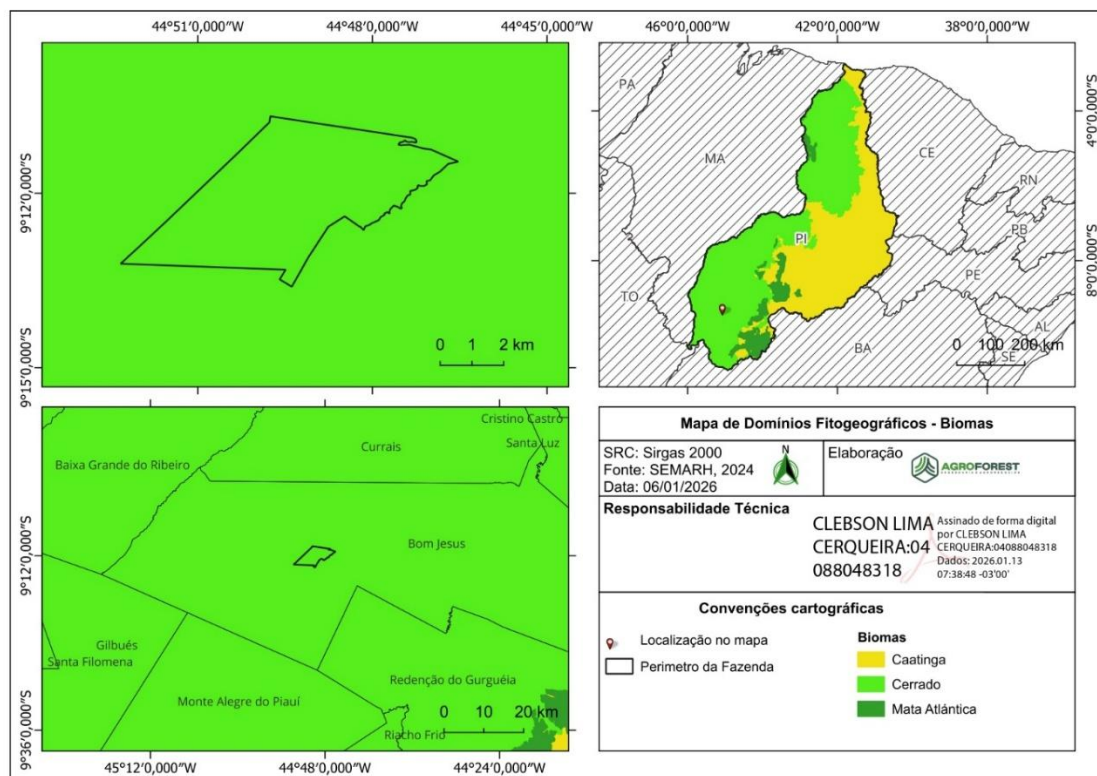 44°51'0,000"W
44°48'0,000"W
44°45'0,000"W
9°12'0,000"S
9°15'0,000"S
0 1 2 km
46°0'0,000"W
42°0'0,000"W
38°0'0,000"W
4°0'0,000"S
8°0'0,000"S
PA
MA
CE
RN
PB
PI
PE
TO
AL
SE
BA
0 100 200 km
Cristino Castro
Santa Luz
Currais
Baixa Grande do Ribeiro
Bom Jesus
Gilbués
Santa Filomena
Monte Alegre do Piauí
Redenção do Gurguéia
Riacho Frio
0 10 20 km
9°12'0,000"S
9°36'0,000"S
45°12'0,000"W
44°48'0,000"W
44°24'0,000"W
Mapa de Domínios Fitogeográficos - Biomas
SRC: Sirgas 2000
Fonte: SEMARH, 2024
Data: 06/01/2026
N
Elaboração
AGROFOREST
Responsabilidade Técnica
CLEBSON LIMA
CERQUEIRA:04
088048318
Assinado de forma digital
por CLEBSON LIMA
CERQUEIRA:04088048318
Dados: 2026.01.13
07:38:48 -03'00'
Convenções cartográficas
Localização no mapa
Perimetro da Fazenda
Biomas
Caatinga
Cerrado
Mata Atlântica